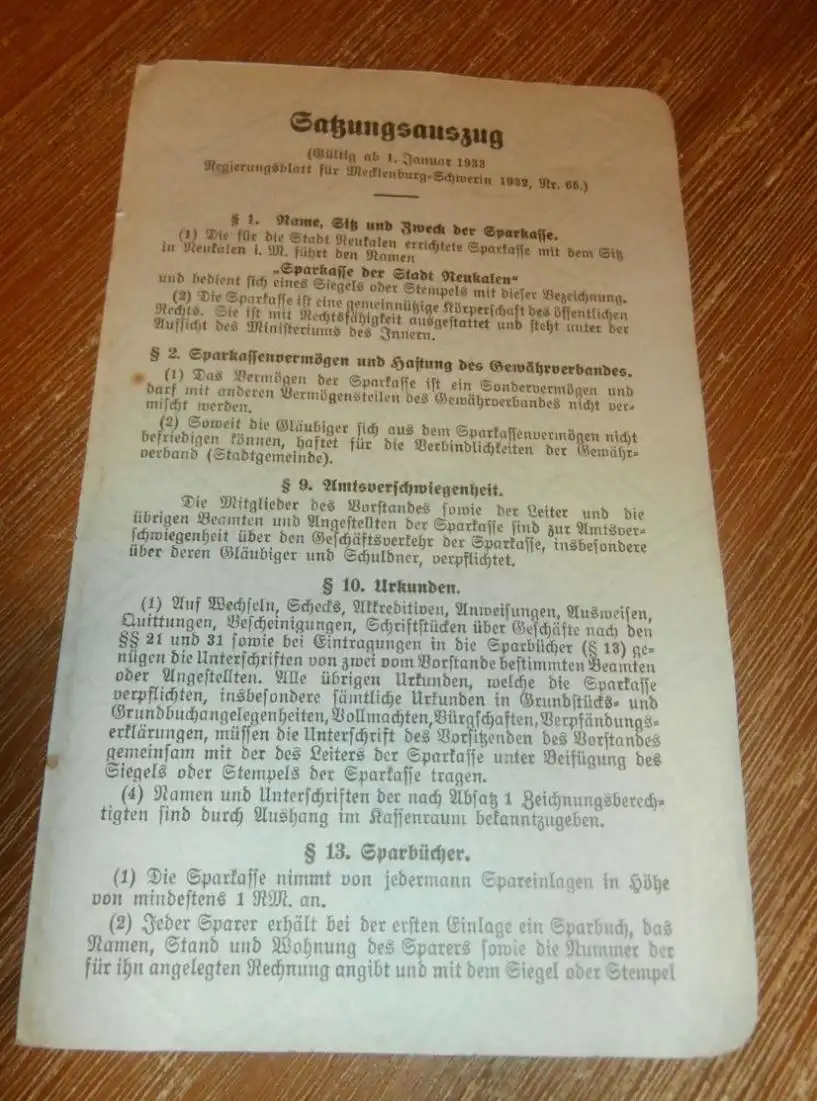 Satzungsauszug
(Gültig ab 1. Januar 1933
Regierungsblatt für Mecklenburg-Schwerin 1932, Nr. 65.)
§ 1. Name, Sitz und Zweck der Sparkasse.
(1) Die für die Stadt Neukalen errichtete Sparkasse mit dem Sitz
in Neukalen i. M. führt den Namen
„Sparkasse der Stadt Neukalen“
und bedient sich eines Siegels oder Stempels mit dieser Bezeichnung.
(2) Die Sparkasse ist eine gemeinnützige Körperschaft des öffentlichen
Rechts. Sie ist mit Rechtsfähigkeit ausgestattet und steht unter der
Aufsicht des Ministeriums des Innern.
§ 2. Sparkassenvermögen und Haftung des Gewährverbandes.
(1) Das Vermögen der Sparkasse ist ein Sondervermögen und
darf mit anderen Vermögensteilen des Gewährverbandes nicht ver-
mischt werden.
(2) Soweit die Gläubiger sich aus dem Sparkassenvermögen nicht
befriedigen können, haftet für die Verbindlichkeiten der Gewähr-
verband (Stadtgemeinde).
§ 9. Amtsverschwiegenheit.
Die Mitglieder des Vorstandes sowie der Leiter und die
übrigen Beamten und Angestellten der Sparkasse sind zur Amtsver-
schwiegenheit über den Geschäftsverkehr der Sparkasse, insbesondere
über deren Gläubiger und Schuldner, verpflichtet.
§ 10. Urkunden.
(1) Auf Wechseln, Schecks, Akkreditiven, Anweisungen, Ausweisen,
Quittungen, Bescheinigungen, Schriftstücken über Geschäfte nach den
§§ 21 und 31 sowie bei Eintragungen in die Sparbücher (§ 13) ge-
nügen die Unterschriften von zwei vom Vorstande bestimmten Beamten
oder Angestellten. Alle übrigen Urkunden, welche die Sparkasse
verpflichten, insbesondere sämtliche Urkunden in Grundstücks- und
Grundbuchangelegenheiten, Vollmachten, Bürgschaften, Verpfändungs-
erklärungen, müssen die Unterschrift des Vorsitzenden des Vorstandes
gemeinsam mit der des Leiters der Sparkasse unter Beifügung des
Siegels oder Stempels der Sparkasse tragen.
(4) Namen und Unterschriften der nach Absatz 1 Zeichnungsberech-
tigten sind durch Aushang im Kassenraum bekanntzugeben.
§ 13. Sparbücher.
(1) Die Sparkasse nimmt von jedermann Spareinlagen in Höhe
von mindestens 1 RM. an.
(2) Jeder Sparer erhält bei der ersten Einlage ein Sparbuch, das
Namen, Stand und Wohnung des Sparers sowie die Nummer der
für ihn angelegten Rechnung angibt und mit dem Siegel oder Stempel